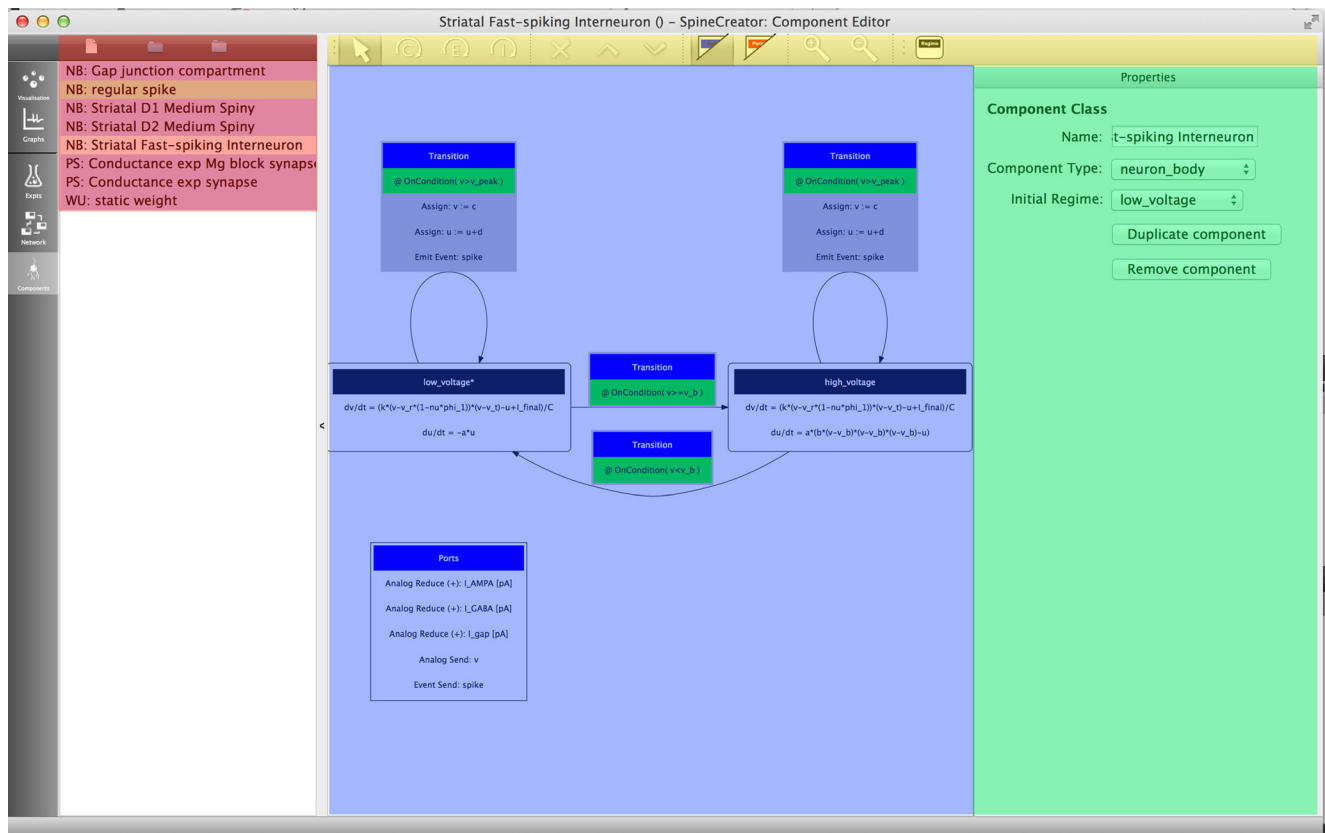 Striatal Fast-spiking Interneuron () – SpineCreator: Component Editor
Visualisation
Graphs
Expts
Network
Components
NB: Gap junction compartment
NB: regular spike
NB: Striatal D1 Medium Spiny
NB: Striatal D2 Medium Spiny
NB: Striatal Fast-spiking Interneuron
PS: Conductance exp Mg block synaps
PS: Conductance exp synapse
WU: static weight
C E I
Regime
Transition
@ OnCondition( v>v_peak )
Assign: v := c
Assign: u := u+d
Emit Event: spike
Transition
@ OnCondition( v>v_peak )
Assign: v := c
Assign: u := u+d
Emit Event: spike
low_voltage*
dv/dt = (k*(v-v_r*(1-nu*phi_1))*(v-v_t)-u+I_final)/C
du/dt = -a*u
Transition
@ OnCondition( v>=v_b )
high_voltage
dv/dt = (k*(v-v_r*(1-nu*phi_1))*(v-v_t)-u+I_final)/C
du/dt = a*(b*(v-v_b)*(v-v_b)*(v-v_b)-u)
Transition
@ OnCondition( v<v_b )
<
Ports
Analog Reduce (+): I_AMPA [pA]
Analog Reduce (+): I_GABA [pA]
Analog Reduce (+): I_gap [pA]
Analog Send: v
Event Send: spike
Properties
Component Class
Name: t-spiking Interneuron
Component Type: neuron_body
Initial Regime: low_voltage
Duplicate component
Remove component